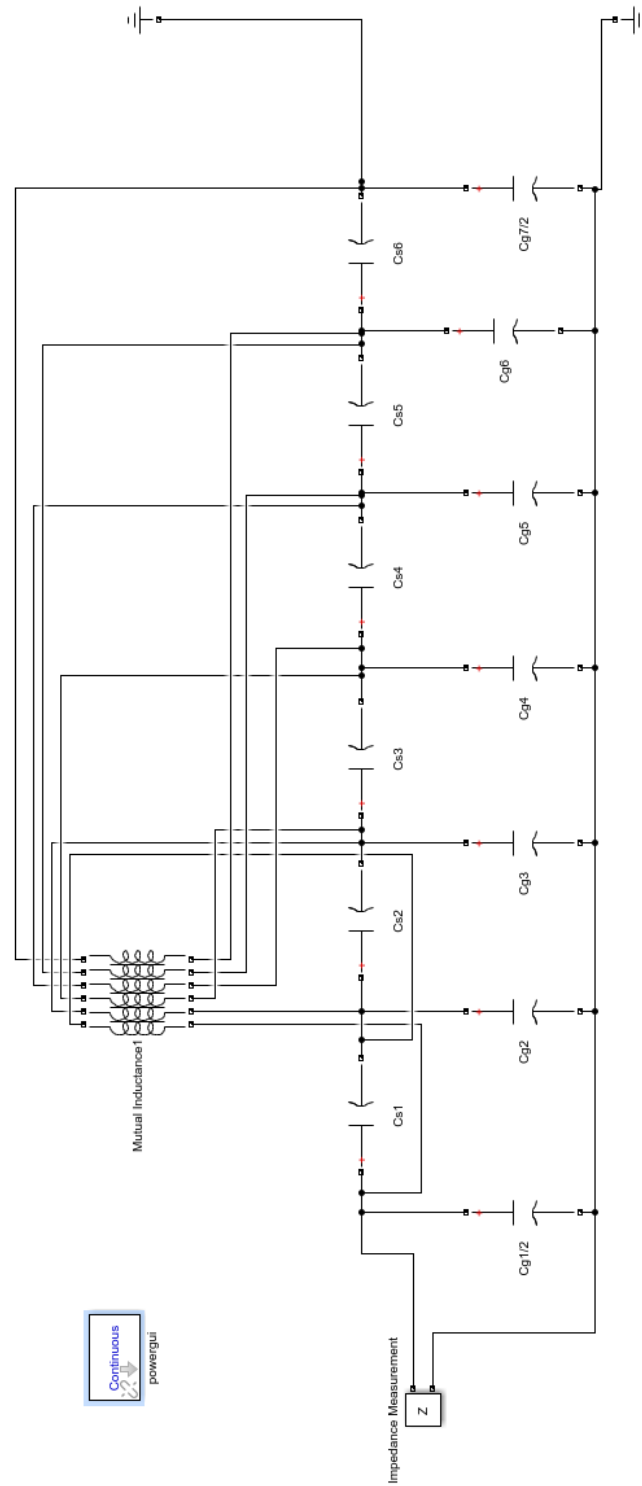 Continuous
powergui
Mutual Inductance1
Impedance Measurement
Z
Cs1
Cs2
Cs3
Cs4
Cs5
Cs6
Cg1/2
Cg2
Cg3
Cg4
Cg5
Cg6
Cg7/2